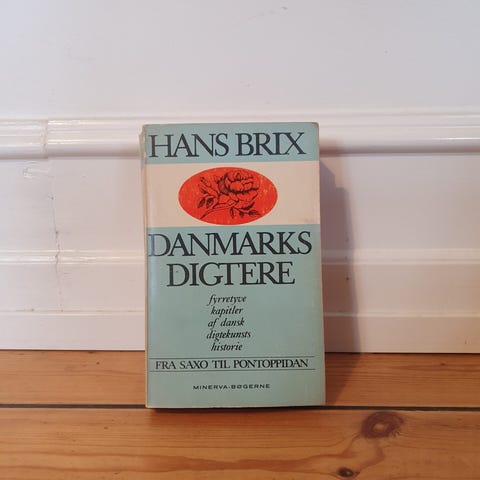 HANS BRIX
DANMARKS
DIGTERE
fyrretyve
kapitler
af dansk
digtekunsts
historie
FRA SAXO TIL PONTOPPIDAN
MINERVA-BØGERNE